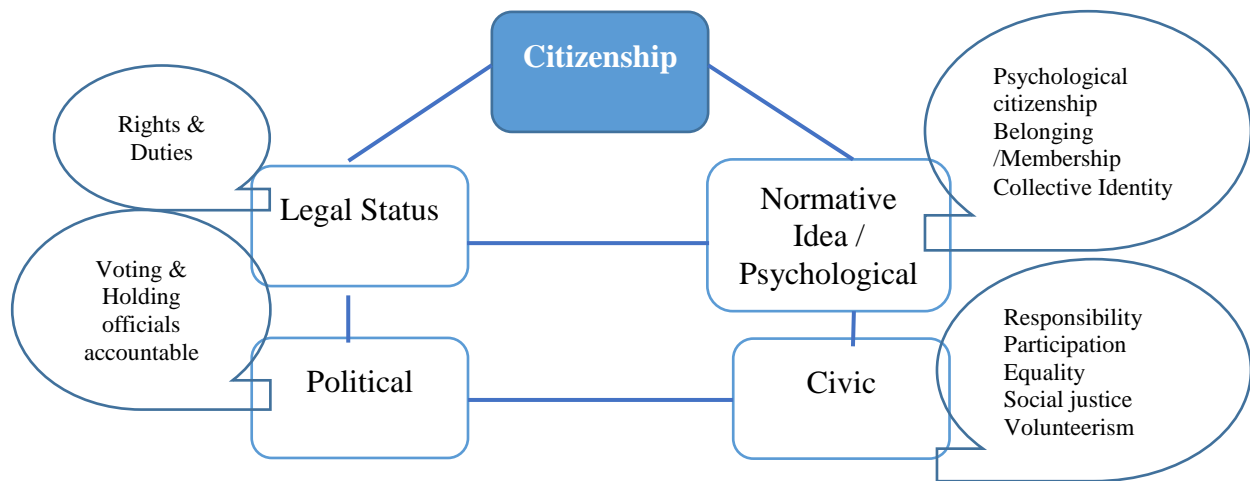 Citizenship
Rights &
Duties
Legal Status
Normative
Idea /
Psychological
Psychological
citizenship
Belonging
/Membership
Collective Identity
Voting &
Holding
officials
accountable
Political
Civic
Responsibility
Participation
Equality
Social justice
Volunteerism